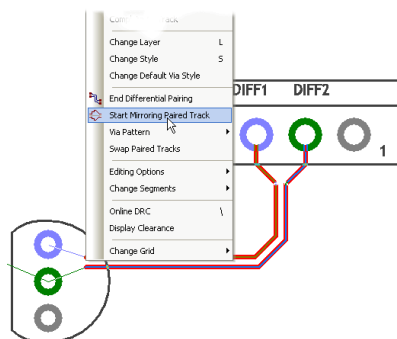 Change Layer L
Change Style S
Change Default Via Style
End Differential Pairing
Start Mirroring Paired Track
Via Pattern
Swap Paired Tracks
Editing Options
Change Segments
Online DRC \
Display Clearance
Change Grid
DIFF1 DIFF2
1